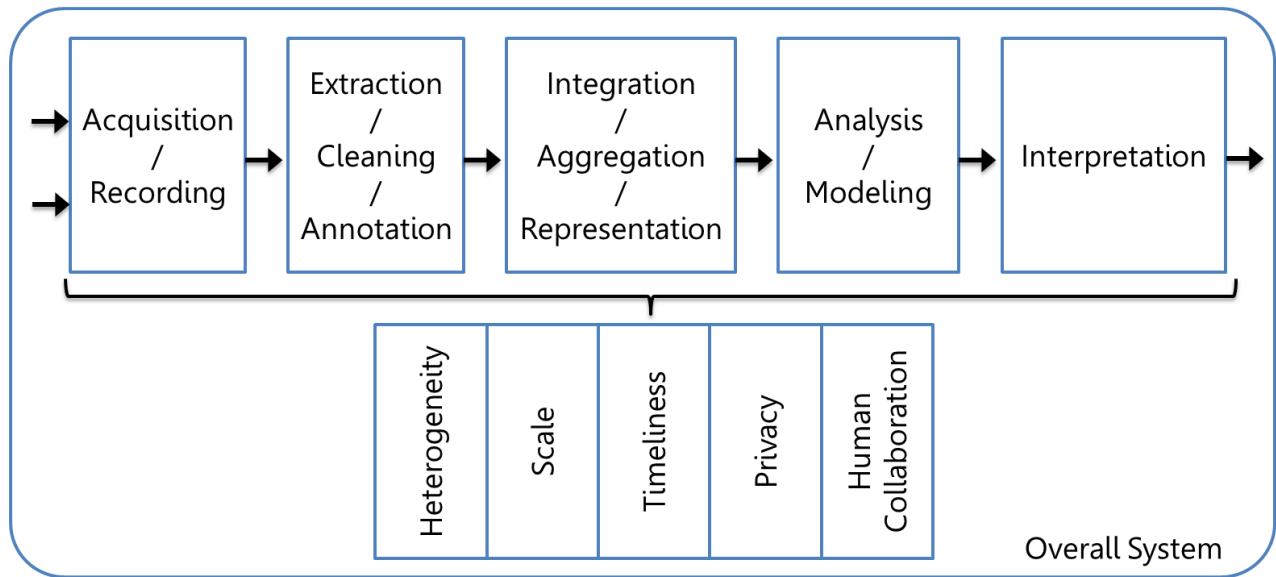 Acquisition
/
Recording
Extraction
/
Cleaning
/
Annotation
Integration
/
Aggregation
/
Representation
Analysis
/
Modeling
Interpretation
Heterogeneity
Scale
Timeliness
Privacy
Human
Collaboration
Overall System